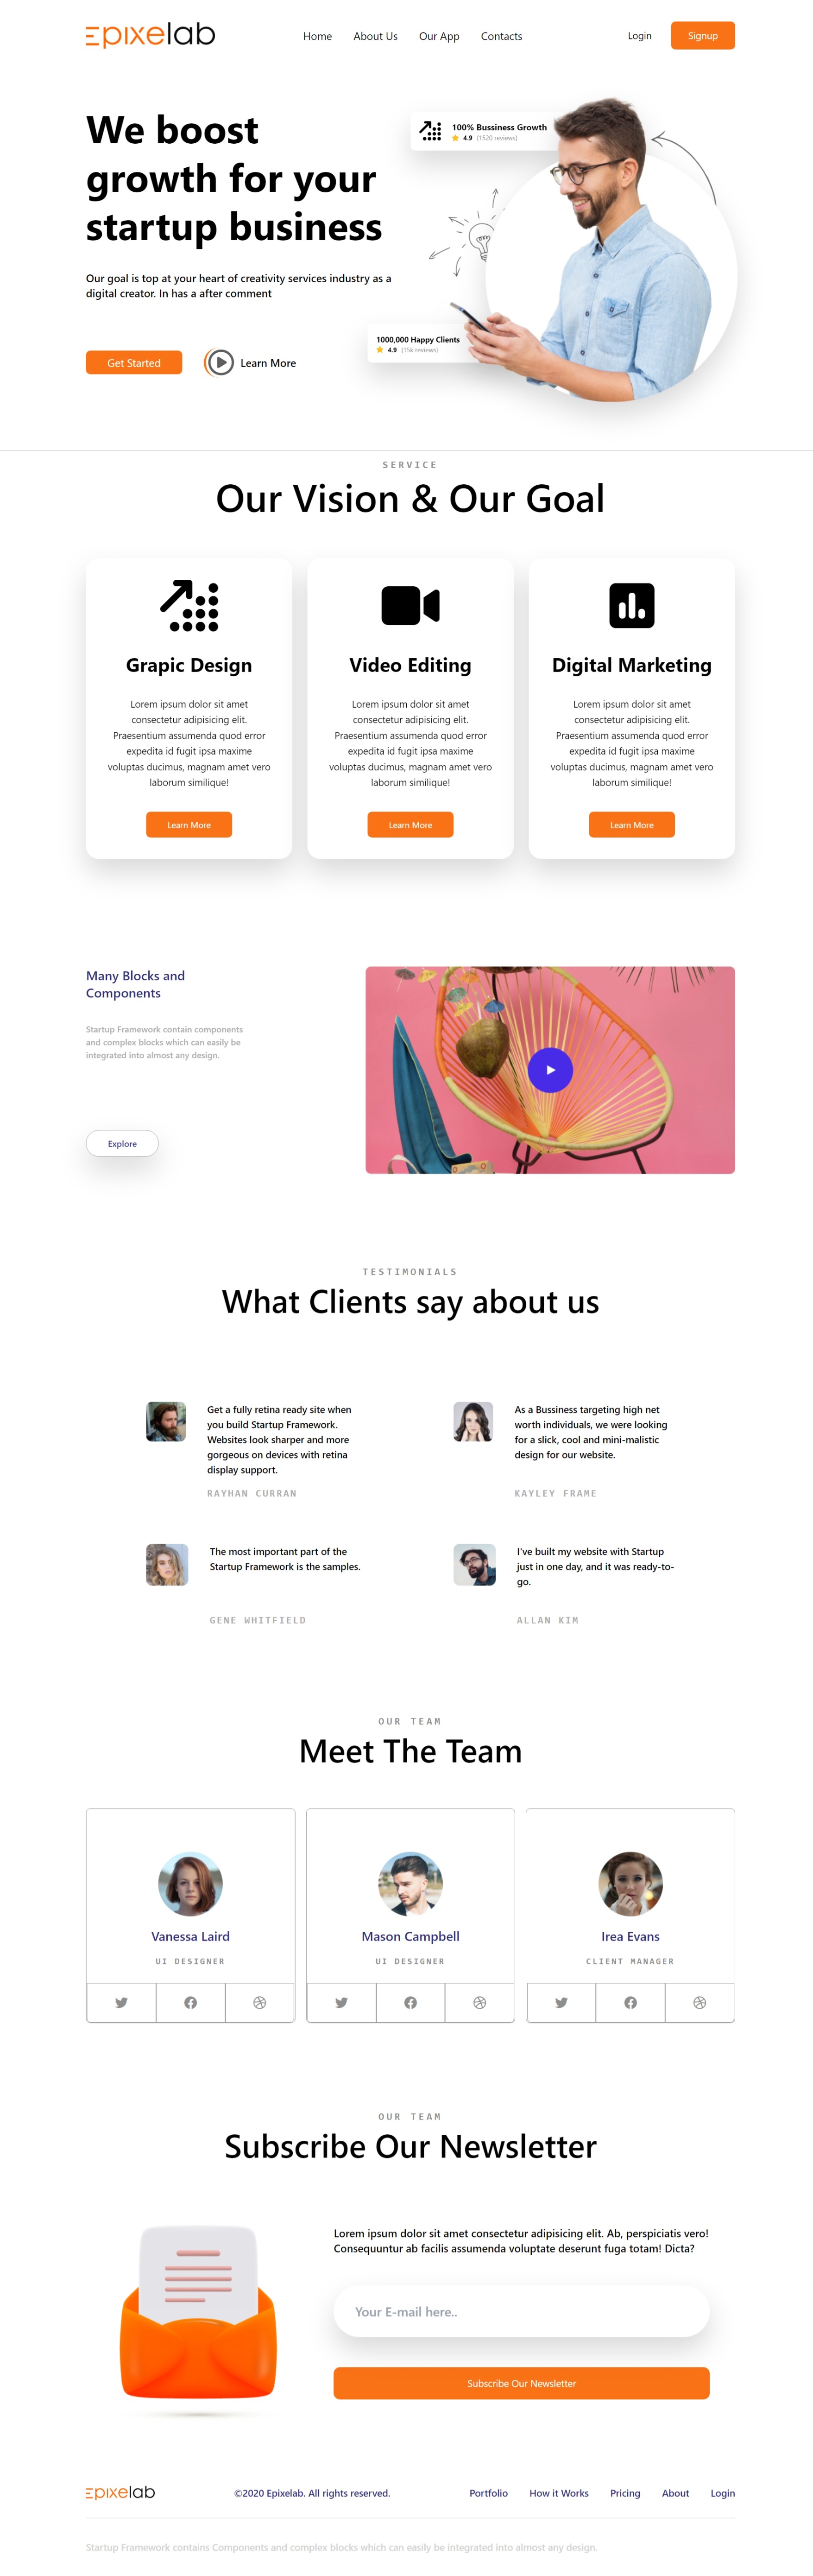 Epixelab
Home About Us Our App Contacts
Login Signup
We boost
growth for your
startup business
100% Bussiness Growth
4.9 (1520 reviews)
Our goal is top at your heart of creativity services industry as a
digital creator. In has a after comment
1000,000 Happy Clients
4.9 (15k reviews)
Get Started
Learn More
SERVICE
Our Vision & Our Goal
Grapic Design
Lorem ipsum dolor sit amet
consectetur adipisicing elit.
Praesentium assumenda quod error
expedita id fugit ipsa maxime
voluptas ducimus, magnam amet vero
laborum similique!
Learn More
Video Editing
Lorem ipsum dolor sit amet
consectetur adipisicing elit.
Praesentium assumenda quod error
expedita id fugit ipsa maxime
voluptas ducimus, magnam amet vero
laborum similique!
Learn More
Digital Marketing
Lorem ipsum dolor sit amet
consectetur adipisicing elit.
Praesentium assumenda quod error
expedita id fugit ipsa maxime
voluptas ducimus, magnam amet vero
laborum similique!
Learn More
Many Blocks and
Components
Startup Framework contain components
and complex blocks which can easily be
integrated into almost any design.
Explore
TESTIMONIALS
What Clients say about us
Get a fully retina ready site when
you build Startup Framework.
Websites look sharper and more
gorgeous on devices with retina
display support.
RAYHAN CURRAN
As a Bussiness targeting high net
worth individuals, we were looking
for a slick, cool and mini-malistic
design for our website.
KAYLEY FRAME
The most important part of the
Startup Framework is the samples.
GENE WHITFIELD
I've built my website with Startup
just in one day, and it was ready-to-
go.
ALLAN KIM
OUR TEAM
Meet The Team
Vanessa Laird
UI DESIGNER
Mason Campbell
UI DESIGNER
Irea Evans
CLIENT MANAGER
OUR TEAM
Subscribe Our Newsletter
Lorem ipsum dolor sit amet consectetur adipisicing elit. Ab, perspiciatis vero!
Consequuntur ab facilis assumenda voluptate deserunt fuga totam! Dicta?
Your E-mail here..
Subscribe Our Newsletter
Epixelab
©2020 Epixelab. All rights reserved.
Portfolio How it Works Pricing About Login
Startup Framework contains Components and complex blocks which can easily be integrated into almost any design.